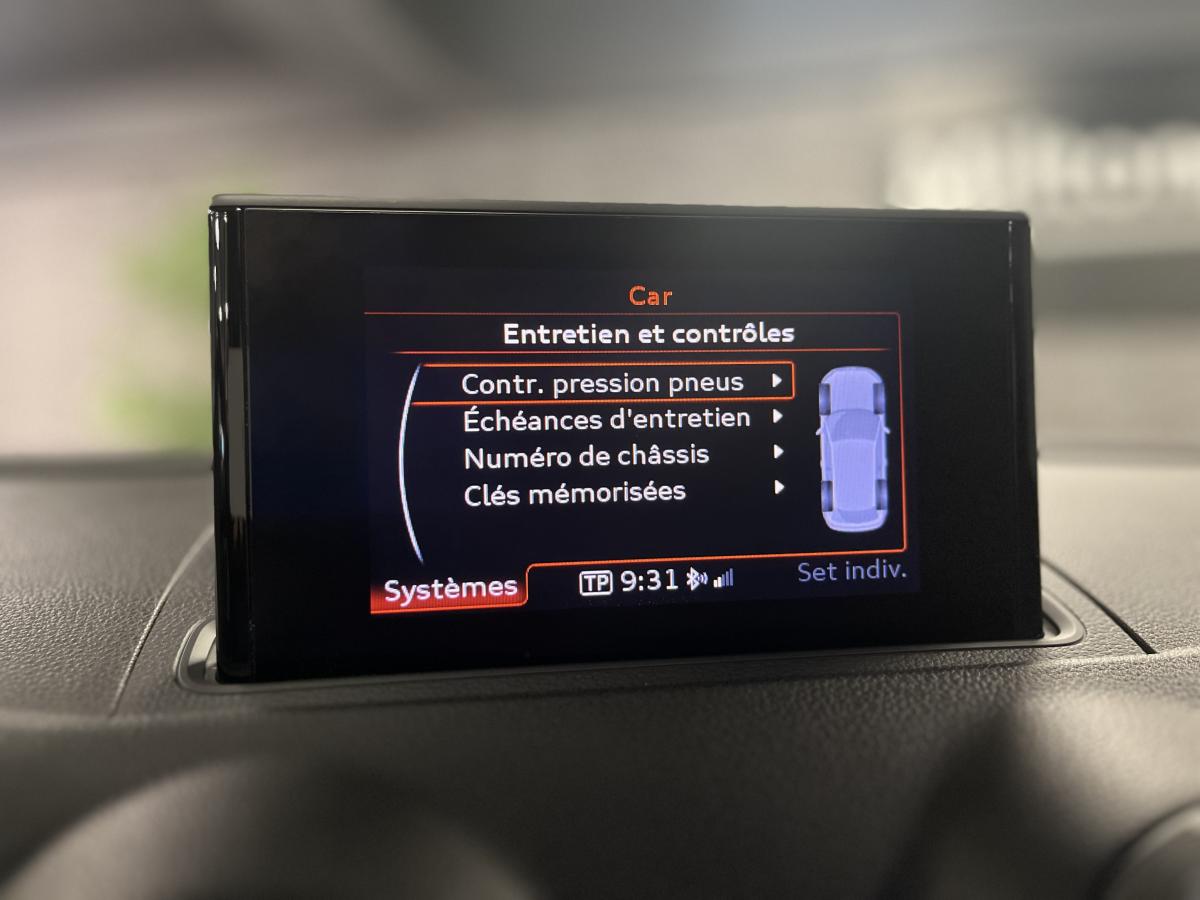 Car
Entretien et contrôles
Contr. pression pneus
Échéances d'entretien
Numéro de châssis
Clés mémorisées
Systèmes
TP 9:31
Set indiv.